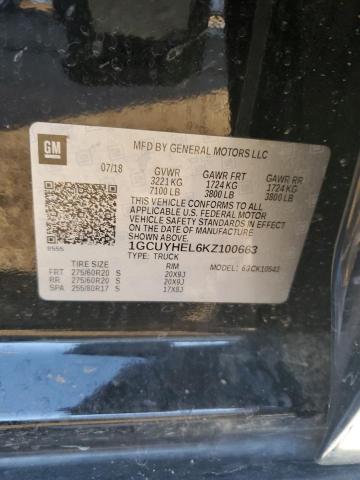 GM
MFD BY GENERAL MOTORS LLC
07/18 GVWR GAWR FRT GAWR RR
3221 KG 1724 KG 1724 KG
7100 LB 3800 LB 3800 LB
THIS VEHICLE CONFORMS TO ALL
APPLICABLE U.S. FEDERAL MOTOR
VEHICLE SAFETY STANDARDS IN EFFECT
ON THE DATE OF MANUFACTURE SHOWN ABOVE.
1GCUYHEL6KZ100663
TYPE: TRUCK
RIM
FRT 275/60R20 S 20X9J
RR 275/60R20 S 20X9J
SPA 255/80R17 S 17X8J